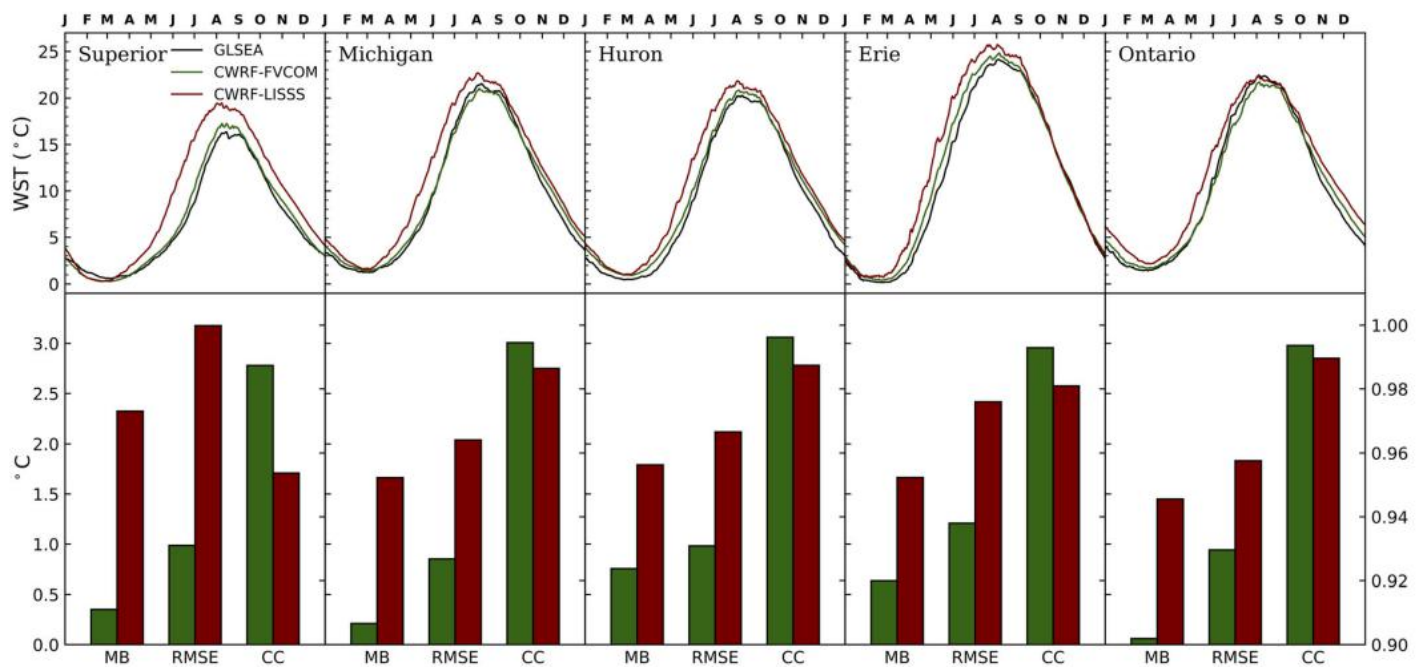 J F M A M J J A S O N D J F M A M J J A S O N D J F M A M J J A S O N D J F M A M J J A S O N D J F M A M J J A S O N D
Superior
GLSEA
CWRF-FVCOM
CWRF-LISSS
Michigan
Huron
Erie
Ontario
25
20
15
10
5
0
WST (°C)
3.0
2.5
2.0
1.5
1.0
0.5
0.0
°C
1.00
0.98
0.96
0.94
0.92
0.90
MB RMSE CC MB RMSE CC MB RMSE CC MB RMSE CC MB RMSE CC